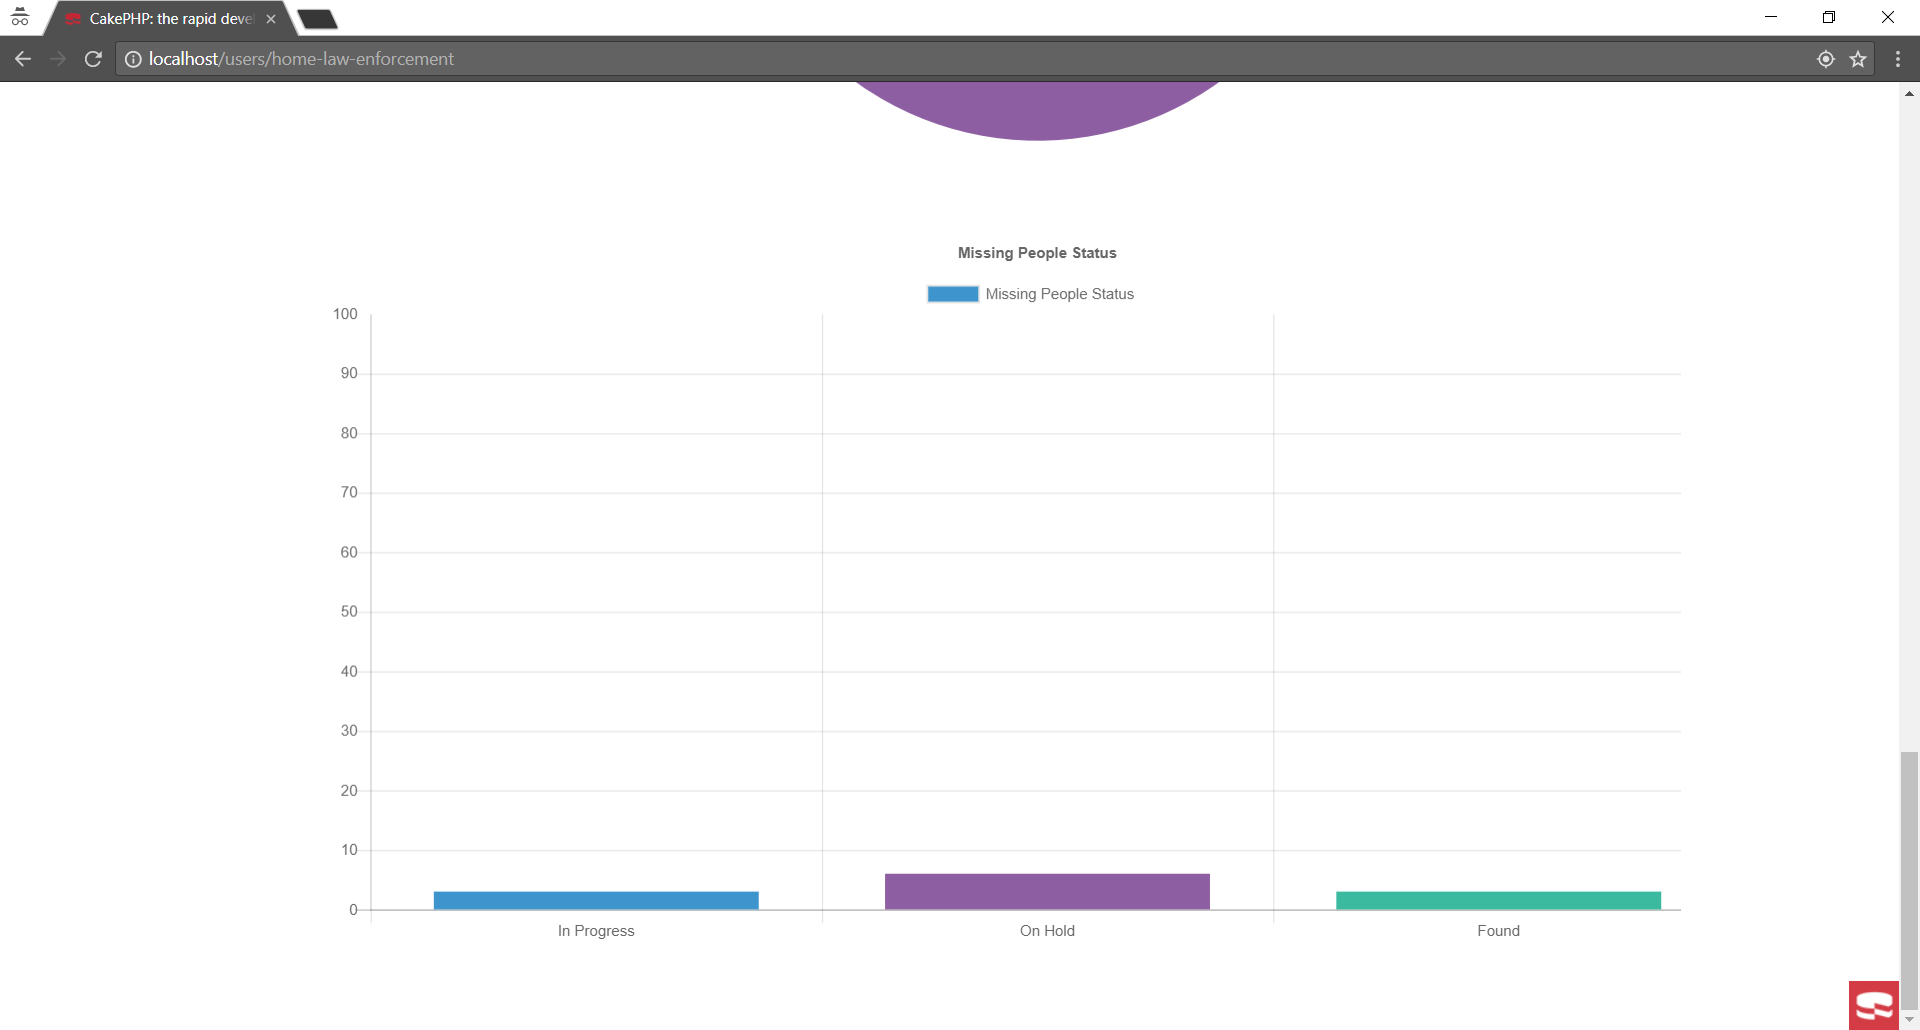 CakePHP: the rapid deve
localhost/users/home-law-enforcement
Missing People Status
Missing People Status
100
90
80
70
60
50
40
30
20
10
0
In Progress On Hold Found